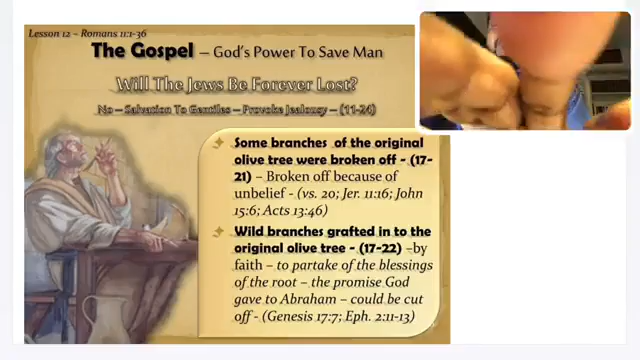 Lesson 12 – Romans 11:1-36
The Gospel – God's Power To Save Man
Will The Jews Be Forever Lost?
No – Salvation To Gentiles – Provoke Jealousy – (11-24)
Some branches of the original
olive tree were broken off - (17-
21) – Broken off because of
unbelief - (vs. 20; Jer. 11:16; John
15:6; Acts 13:46)
Wild branches grafted in to the
original olive tree - (17-22) –by
faith – to partake of the blessings
of the root – the promise God
gave to Abraham – could be cut
off - (Genesis 17:7; Eph. 2:11-13)